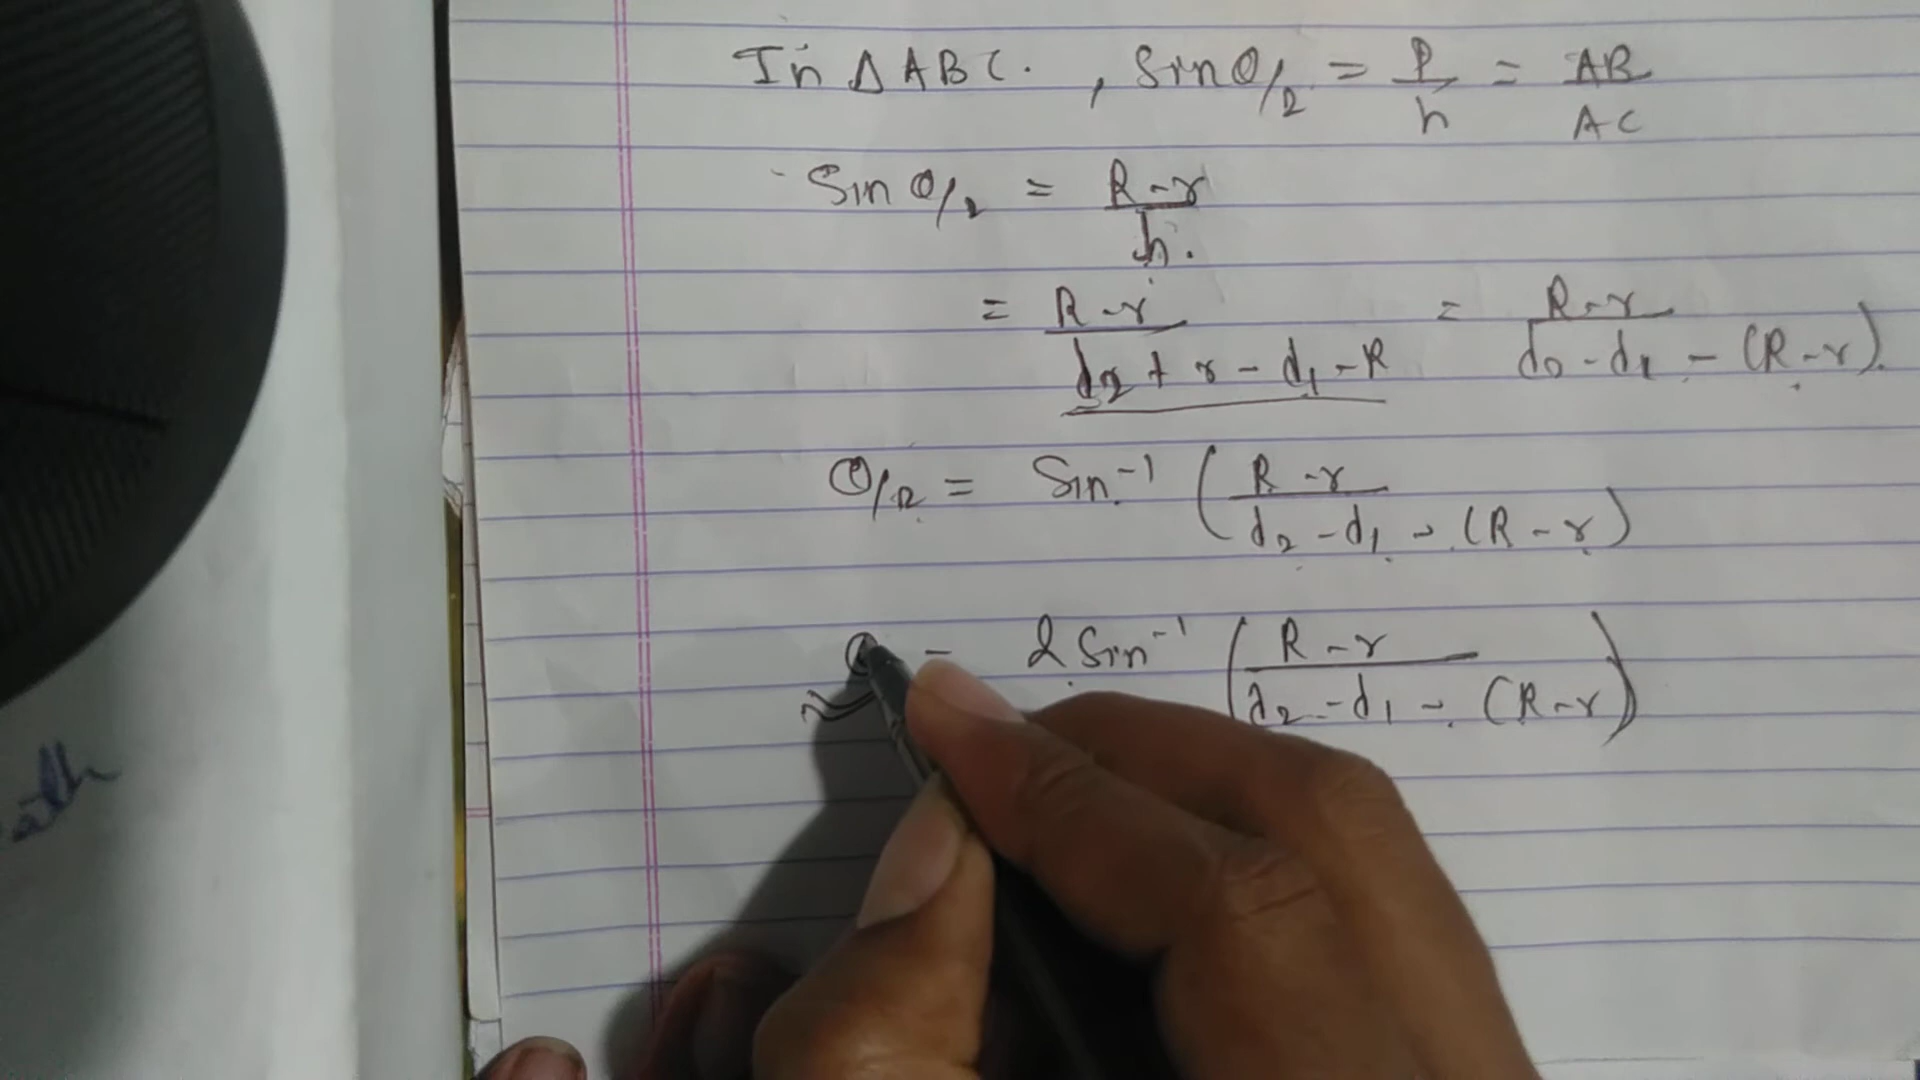 In Δ ABC. , Sin θ/2 = P/h = AB/AC
Sin θ/2 = R-r/h.
= R-r/d2 + r - d1 - R = R-r/d2 - d1 - (R-r).
θ/2 = Sin⁻¹ (R-r/d2 - d1 - (R-r))
θ = 2 Sin⁻¹ (R-r/d2 - d1 - (R-r))